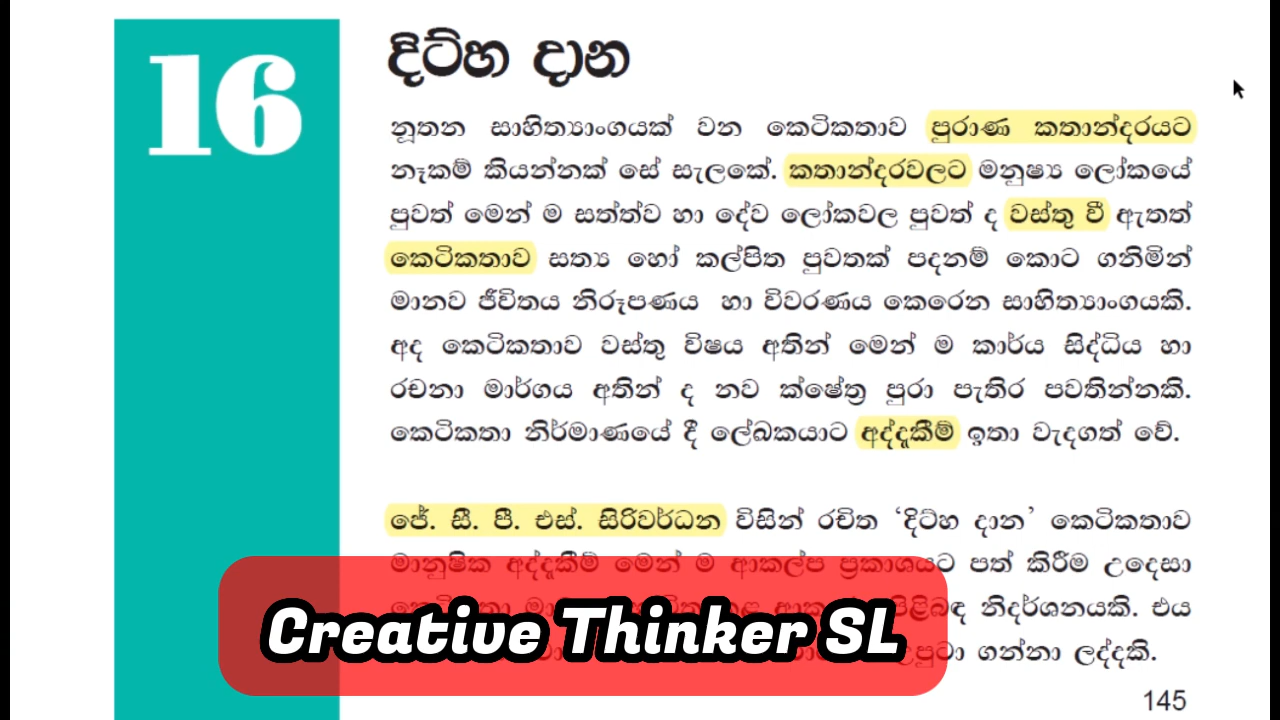 16
දිට්ඨ දාන
නූතන සාහිත්‍යාංගයක් වන කෙටිකතාව පුරාණ කතාන්දරයට
නෑකම් කියන්නක් සේ සැලකේ. කතාන්දරවලට මනුෂ්‍ය ලෝකයේ
පුවත් මෙන් ම සත්ත්ව හා දේව ලෝකවල පුවත් ද වස්තු වී ඇතත්
කෙටිකතාව සත්‍ය හෝ කල්පිත පුවතක් පදනම් කොට ගනිමින්
මානව ජීවිතය නිරූපණය හා විවරණය කෙරෙන සාහිත්‍යාංගයකි.
අද කෙටිකතාව වස්තු විෂය අතින් මෙන් ම කාර්ය සිද්ධිය හා
රචනා මාර්ගය අතින් ද නව ක්ෂේත්‍ර පුරා පැතිර පවතින්නකි.
කෙටිකතා නිර්මාණයේ දී ලේඛකයාට අද්දැකීම් ඉතා වැදගත් වේ.
ජේ. සී. පී. එස්. සිරිවර්ධන විසින් රචිත ‘දිට්ඨ දාන’ කෙටිකතාව
මානුෂික අද්දැකීම් මෙන් ම ආකල්ප ප්‍රකාශයට පත් කිරීම උදෙසා
පිළිබඳ නිදර්ශනයකි. එය
උපුටා ගන්නා ලද්දකි.
Creative Thinker SL
145